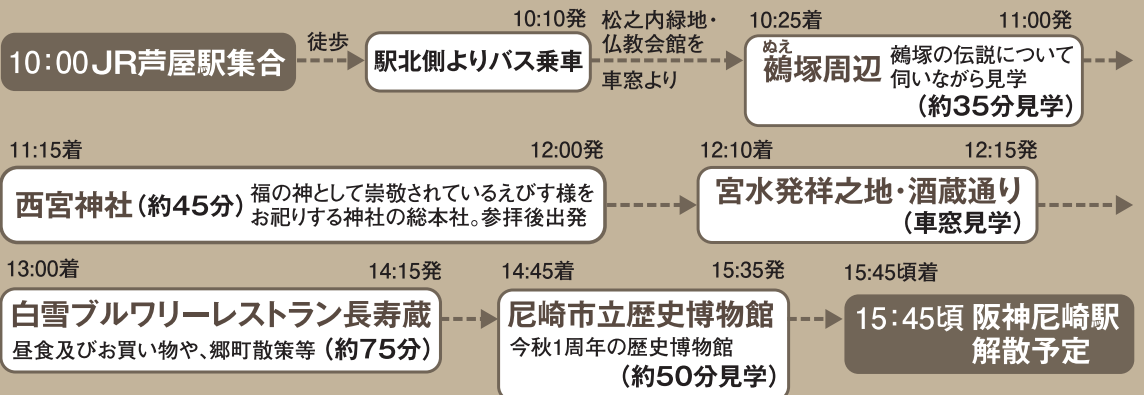 10:00 JR芦屋駅集合
徒歩
10:10発
駅北側よりバス乗車
松之内緑地・
仏教会館を
車窓より
10:25着
11:00発
ぬえ
鵺塚周辺
鵺塚の伝説について
伺いながら見学
(約35分見学)
11:15着
12:00発
西宮神社(約45分)
福の神として崇敬されているえびす様を
お祀りする神社の総本社。参拝後出発
12:10着
12:15発
宮水発祥之地・酒蔵通り
(車窓見学)
13:00着
14:15発
白雪ブルワリーレストラン長寿蔵
昼食及びお買い物や、郷町散策等(約75分)
14:45着
15:35発
尼崎市立歴史博物館
今秋1周年の歴史博物館
(約50分見学)
15:45頃着
15:45頃 阪神尼崎駅
解散予定